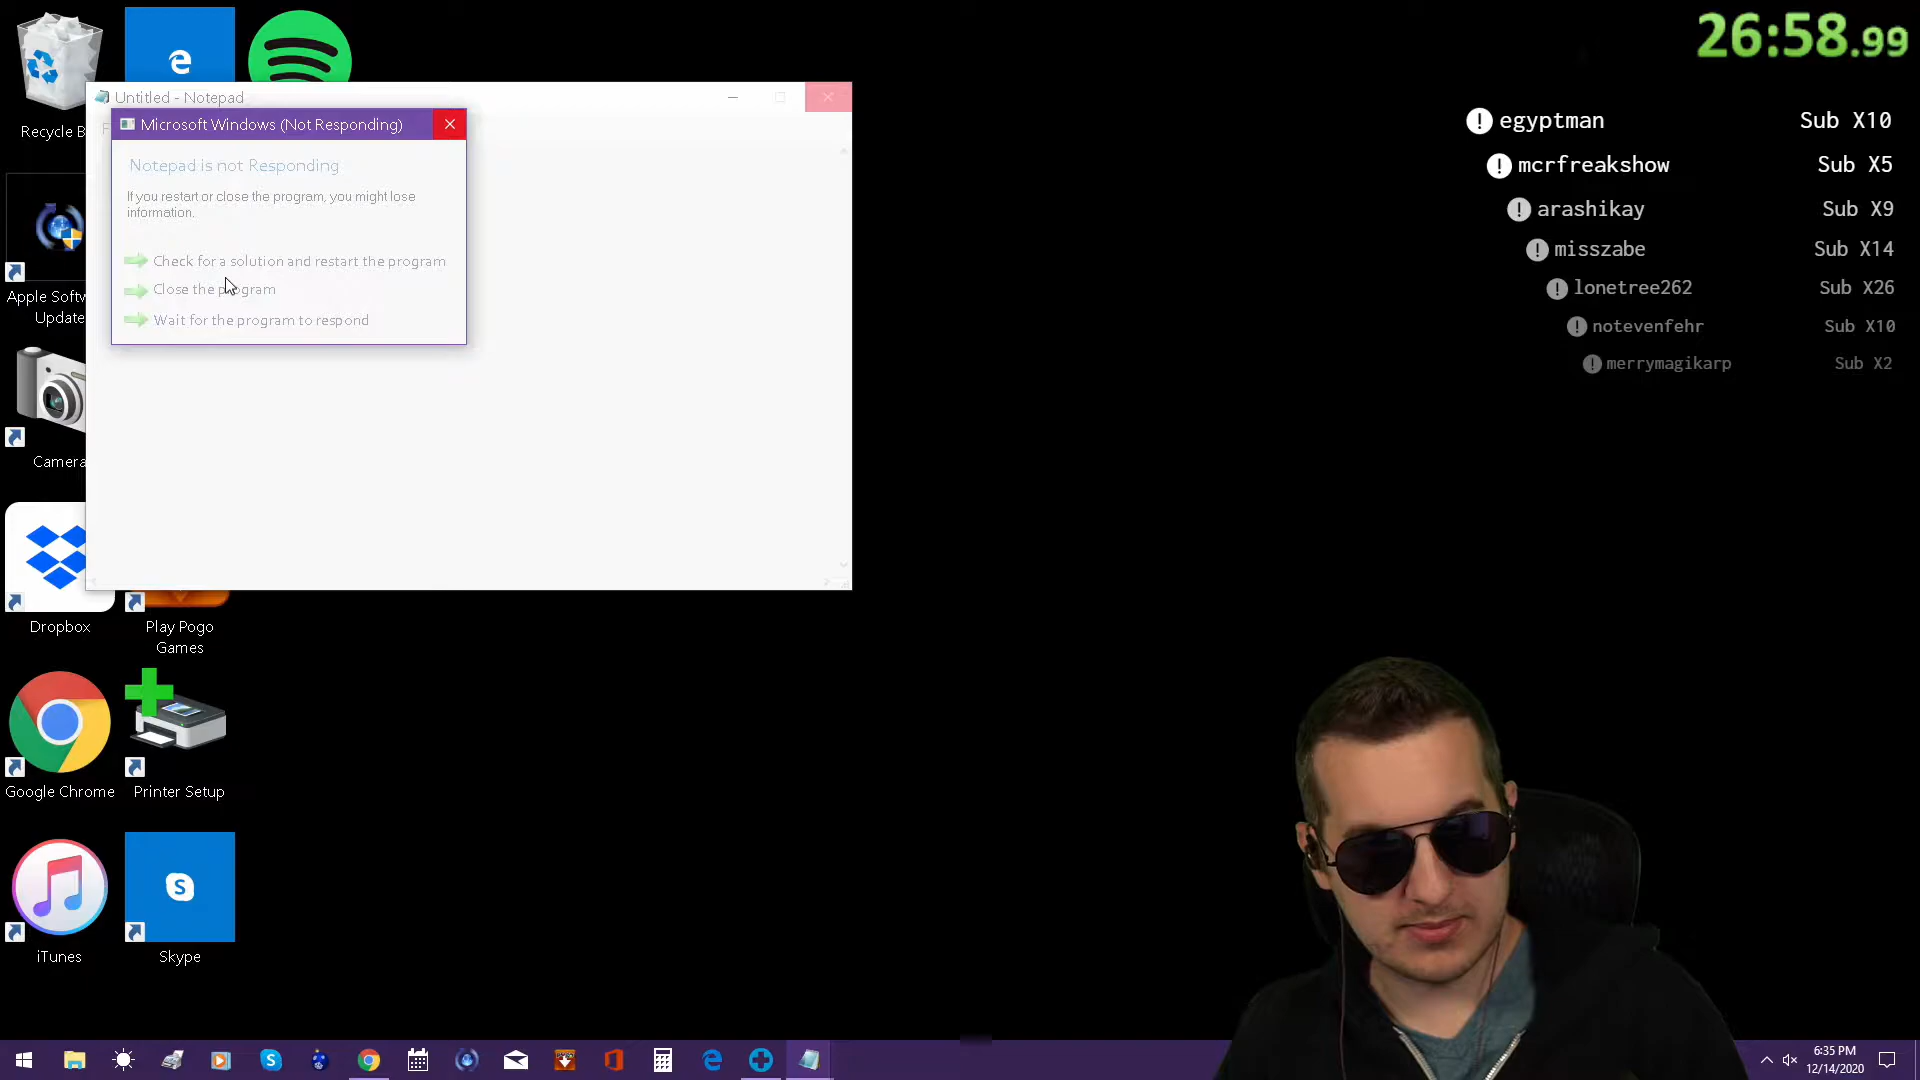 26:58.99
Recycle B
Untitled - Notepad
Microsoft Windows (Not Responding)
Notepad is not Responding
If you restart or close the program, you might lose
information.
Check for a solution and restart the program
Close the program
Wait for the program to respond
egyptman Sub X10
mcrfreakshow Sub X5
arashikay Sub X9
misszabe Sub X14
lonetree262 Sub X26
notevenfehr Sub X10
merrymagikarp Sub X2
Apple Softw
Update
Camera
Dropbox
Play Pogo
Games
Google Chrome
Printer Setup
iTunes
Skype
6:35 PM
12/14/2020